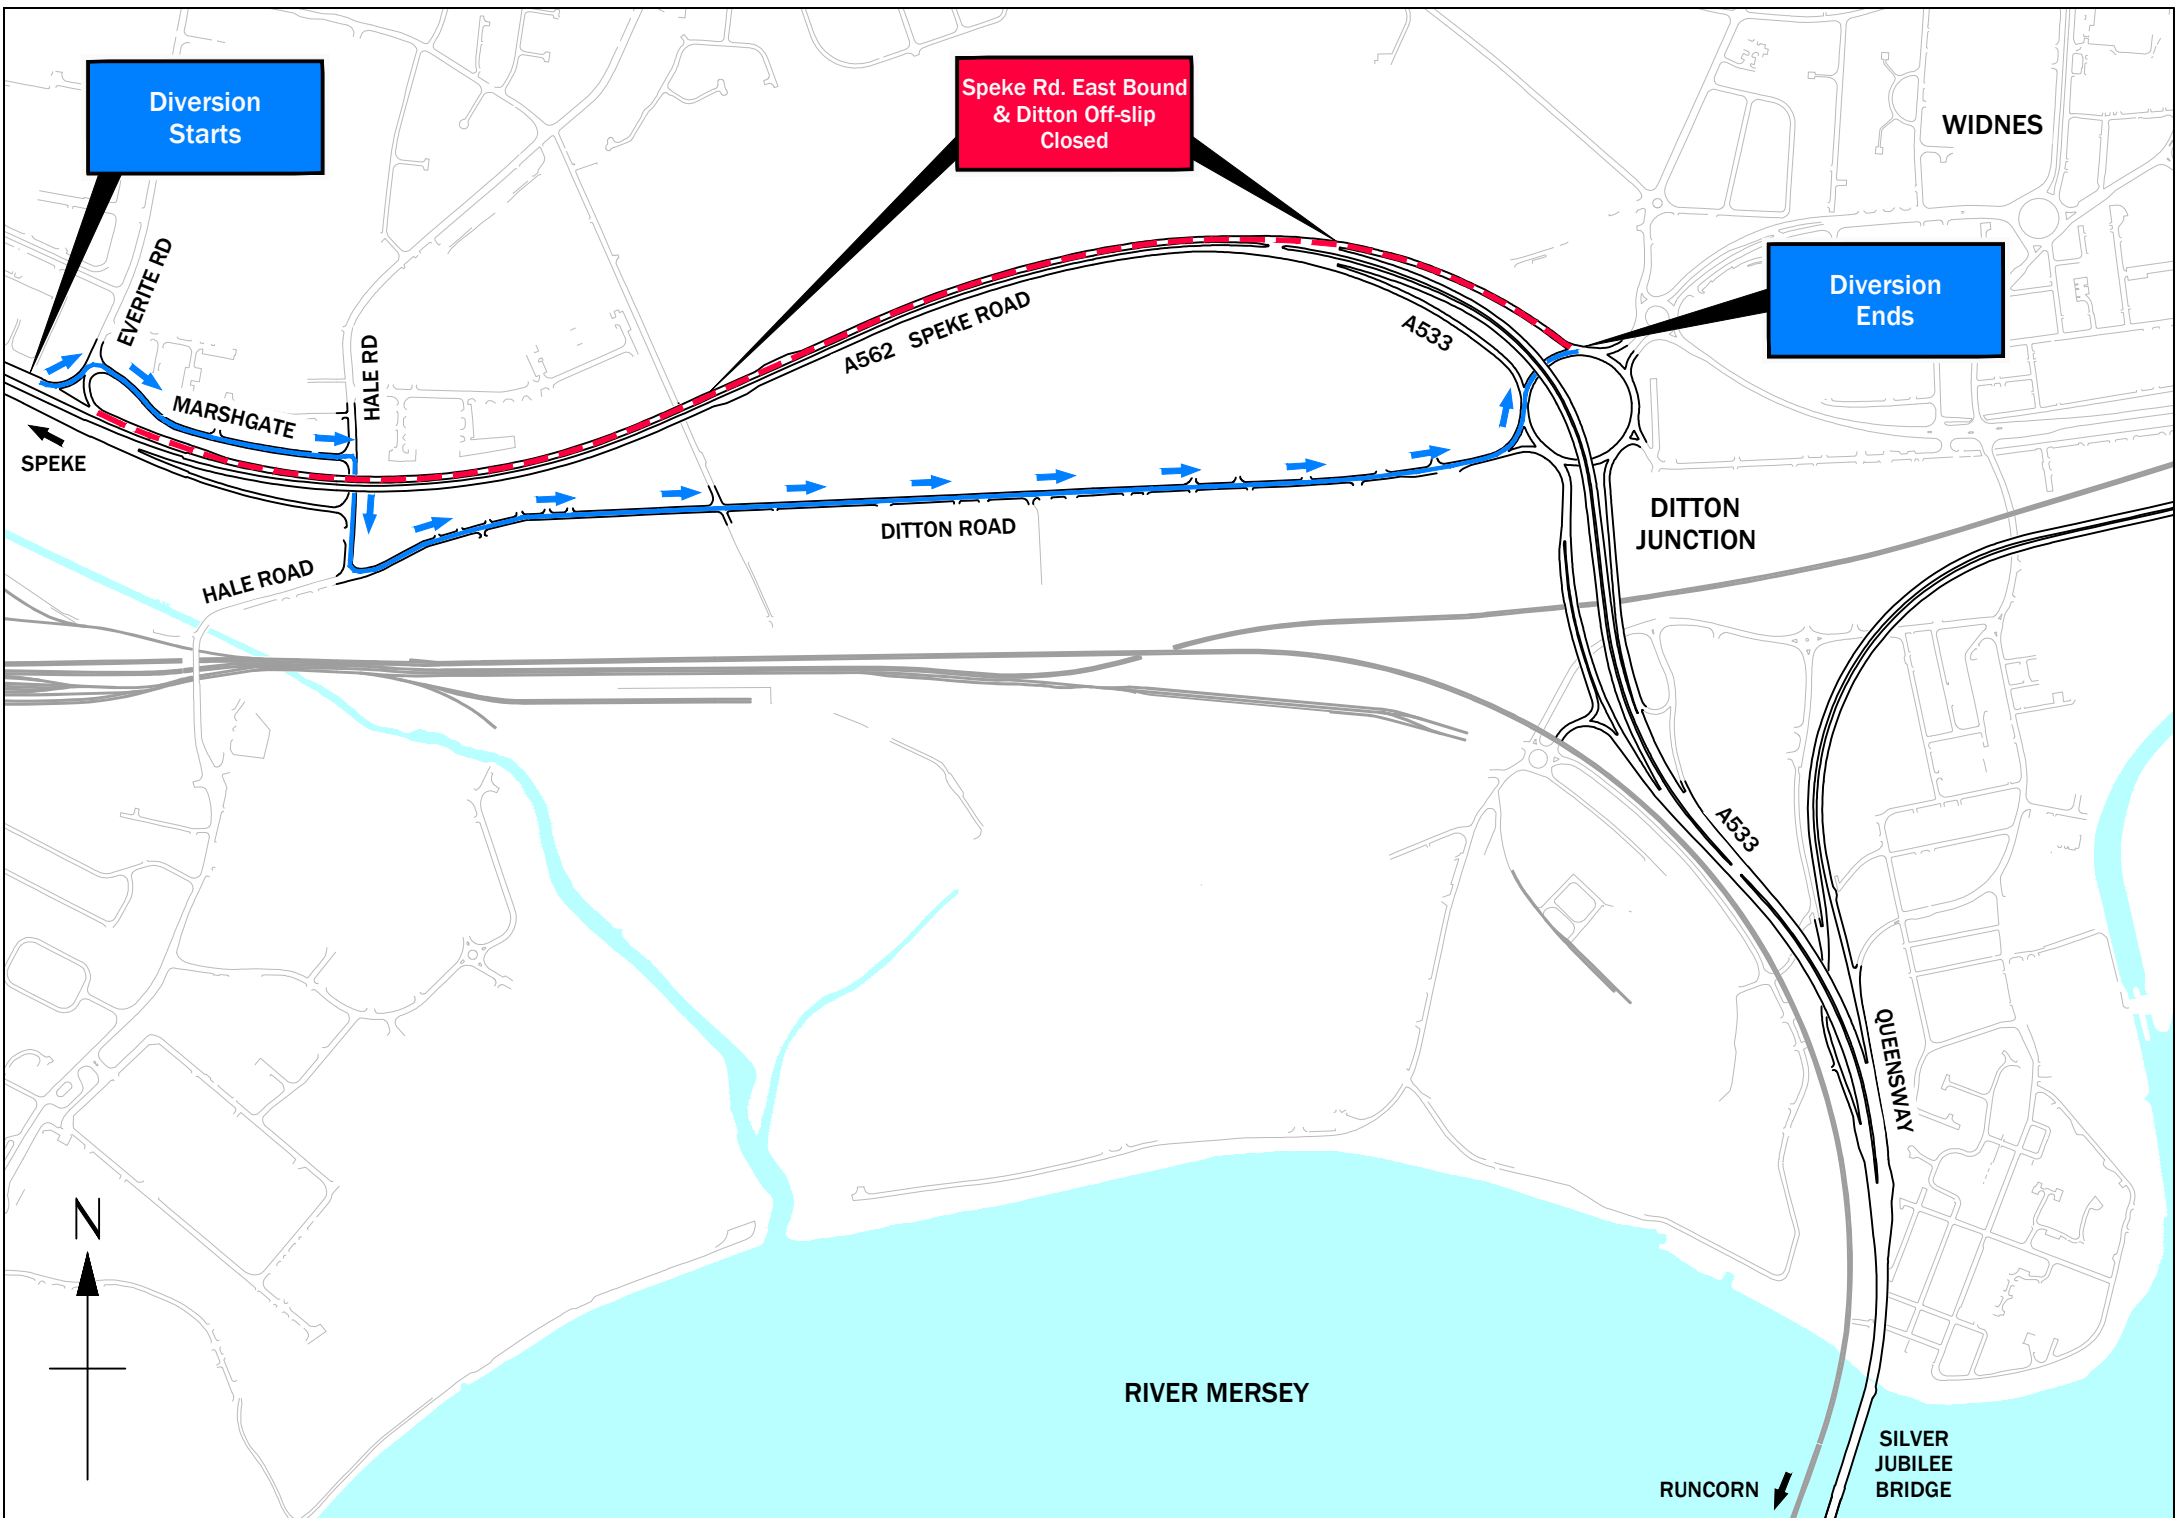 Diversion
Starts
Speke Rd. East Bound
& Ditton Off-slip
Closed
WIDNES
Diversion
Ends
EVERITE RD
HALE RD
MARSHGATE
A562 SPEKE ROAD
A533
SPEKE
DITTON ROAD
DITTON
JUNCTION
HALE ROAD
A533
QUEENSWAY
N
RIVER MERSEY
SILVER
JUBILEE
BRIDGE
RUNCORN